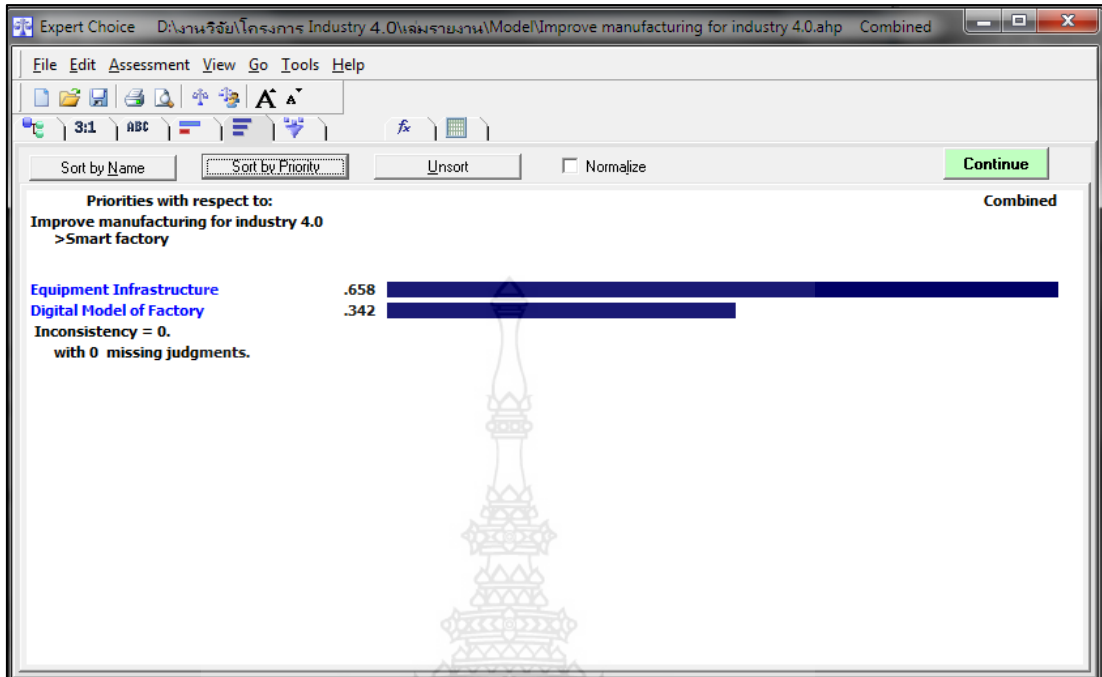 Expert Choice D:\งานวิจัย\โครงการ Industry 4.0\เล่มรายงาน\Model\Improve manufacturing for industry 4.0.ahp Combined
File Edit Assessment View Go Tools Help
A A
3:1 ABC fx
Sort by Name Sort by Priority Unsort Normalize Continue
Priorities with respect to: Combined
Improve manufacturing for industry 4.0
>Smart factory
Equipment Infrastructure .658
Digital Model of Factory .342
Inconsistency = 0.
with 0 missing judgments.